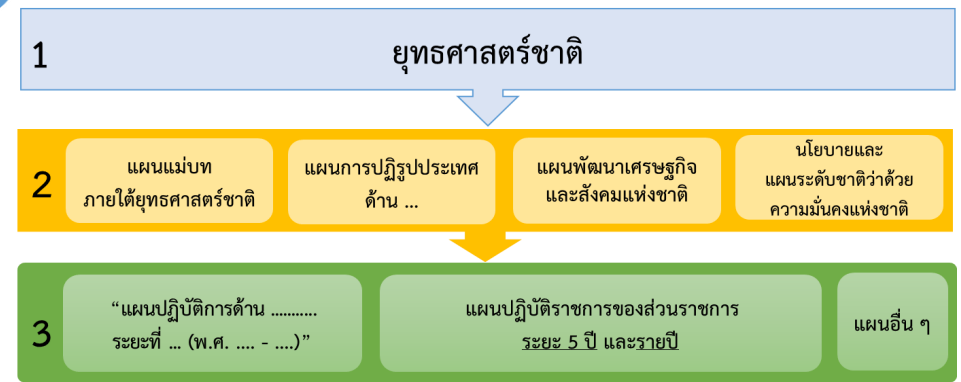 1
ยุทธศาสตร์ชาติ
2
แผนแม่บท
ภายใต้ยุทธศาสตร์ชาติ
แผนการปฏิรูปประเทศ
ด้าน ...
แผนพัฒนาเศรษฐกิจ
และสังคมแห่งชาติ
นโยบายและ
แผนระดับชาติว่าด้วย
ความมั่นคงแห่งชาติ
3
“แผนปฏิบัติการด้าน ...........
ระยะที่ ... (พ.ศ. .... - ....)”
แผนปฏิบัติราชการของส่วนราชการ
ระยะ 5 ปี และรายปี
แผนอื่น ๆ